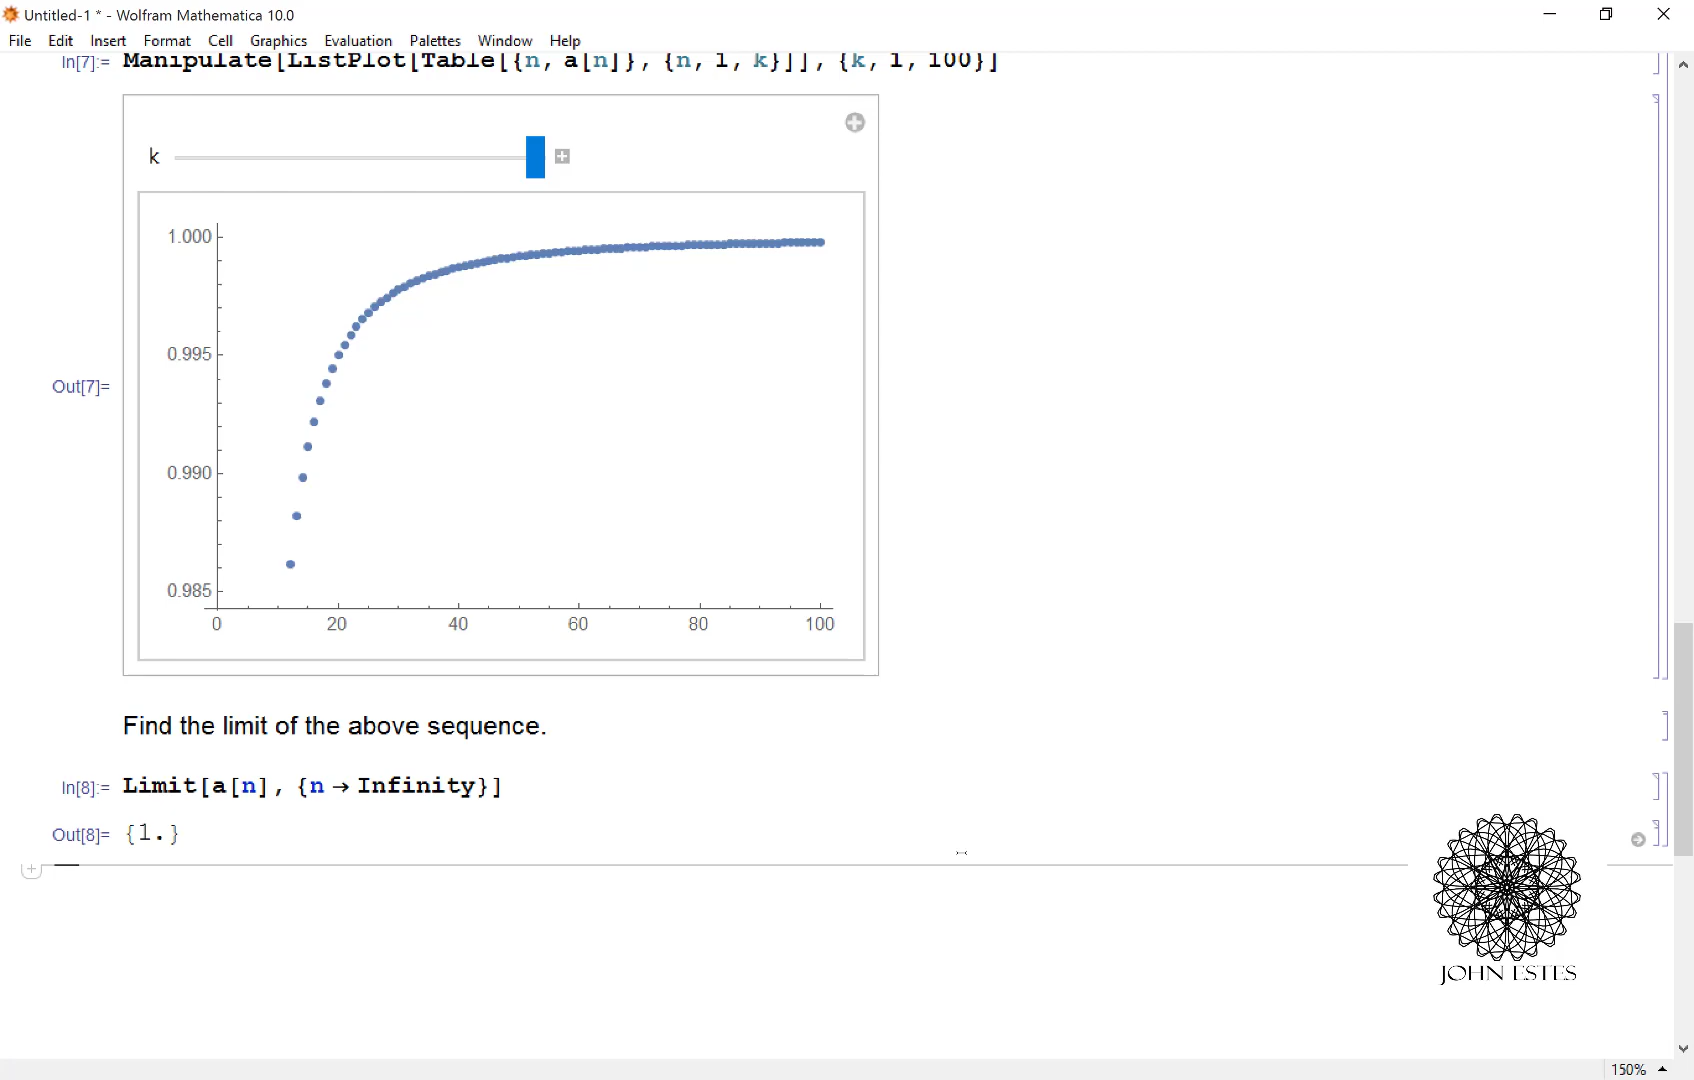 Untitled-1 * - Wolfram Mathematica 10.0
File Edit Insert Format Cell Graphics Evaluation Palettes Window Help
In[7]:= Manipulate[ListPlot[Table[{n, a[n]}, {n, 1, k}]], {k, 1, 100}]
k
1.000
0.995
Out[7]=
0.990
0.985
0 20 40 60 80 100
Find the limit of the above sequence.
In[8]:= Limit[a[n], {n → Infinity}]
Out[8]= {1.}
JOHN ESTES
150%